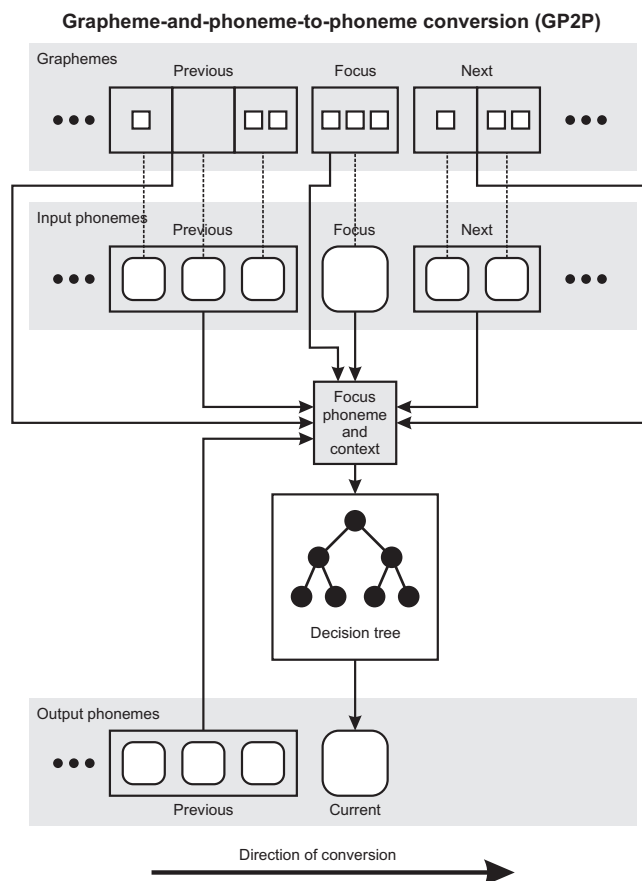 Grapheme-and-phoneme-to-phoneme conversion (GP2P)
Graphemes
Previous
Focus
Next
Input phonemes
Previous
Focus
Next
Focus
phoneme
and
context
Decision tree
Output phonemes
Previous
Current
Direction of conversion